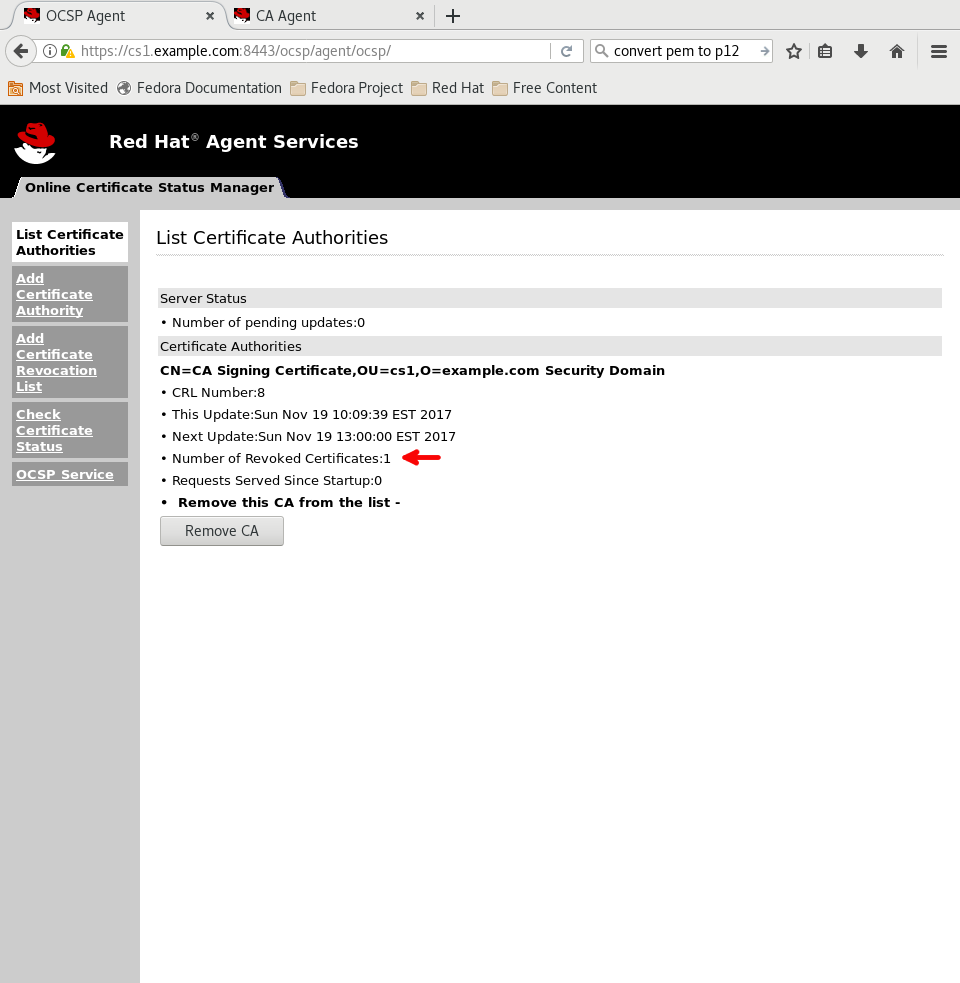 OCSP Agent
CA Agent
https://cs1.example.com:8443/ocsp/agent/ocsp/
convert pem to p12
Most Visited
Fedora Documentation
Fedora Project
Red Hat
Free Content
Red Hat® Agent Services
Online Certificate Status Manager
List Certificate
Authorities
Add
Certificate
Authority
Add
Certificate
Revocation
List
Check
Certificate
Status
OCSP Service
List Certificate Authorities
Server Status
• Number of pending updates:0
Certificate Authorities
CN=CA Signing Certificate,OU=cs1,O=example.com Security Domain
• CRL Number:8
• This Update:Sun Nov 19 10:09:39 EST 2017
• Next Update:Sun Nov 19 13:00:00 EST 2017
• Number of Revoked Certificates:1
• Requests Served Since Startup:0
• Remove this CA from the list -
Remove CA